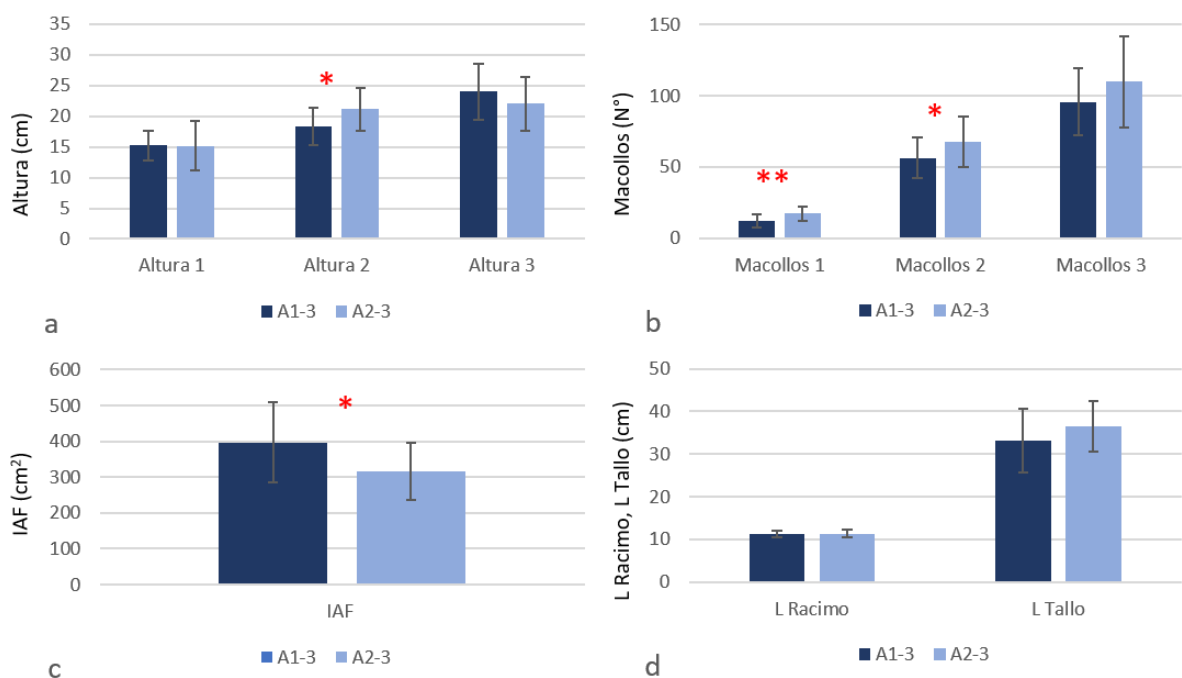 35
30
25
20
15
10
5
0
Altura (cm)
*
Altura 1 Altura 2 Altura 3
A1-3 A2-3
a
150
100
50
0
Macollos (N°)
**
*
Macollos 1 Macollos 2 Macollos 3
A1-3 A2-3
b
600
500
400
300
200
100
0
IAF (cm²)
*
IAF
A1-3 A2-3
c
50
40
30
20
10
0
L Racimo, L Tallo (cm)
L Racimo L Tallo
A1-3 A2-3
d